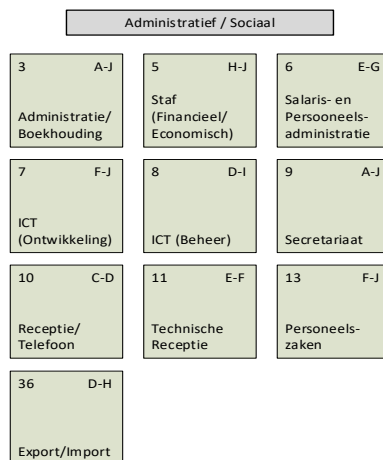 Administratief / Sociaal
3 A-J
Administratie/
Boekhouding
5 H-J
Staf
(Financieel/
Economisch)
6 E-G
Salaris- en
Persooneels-
administratie
7 F-J
ICT
(Ontwikkeling)
8 D-I
ICT (Beheer)
9 A-J
Secretariaat
10 C-D
Receptie/
Telefoon
11 E-F
Technische
Receptie
13 F-J
Personeels-
zaken
36 D-H
Export/Import